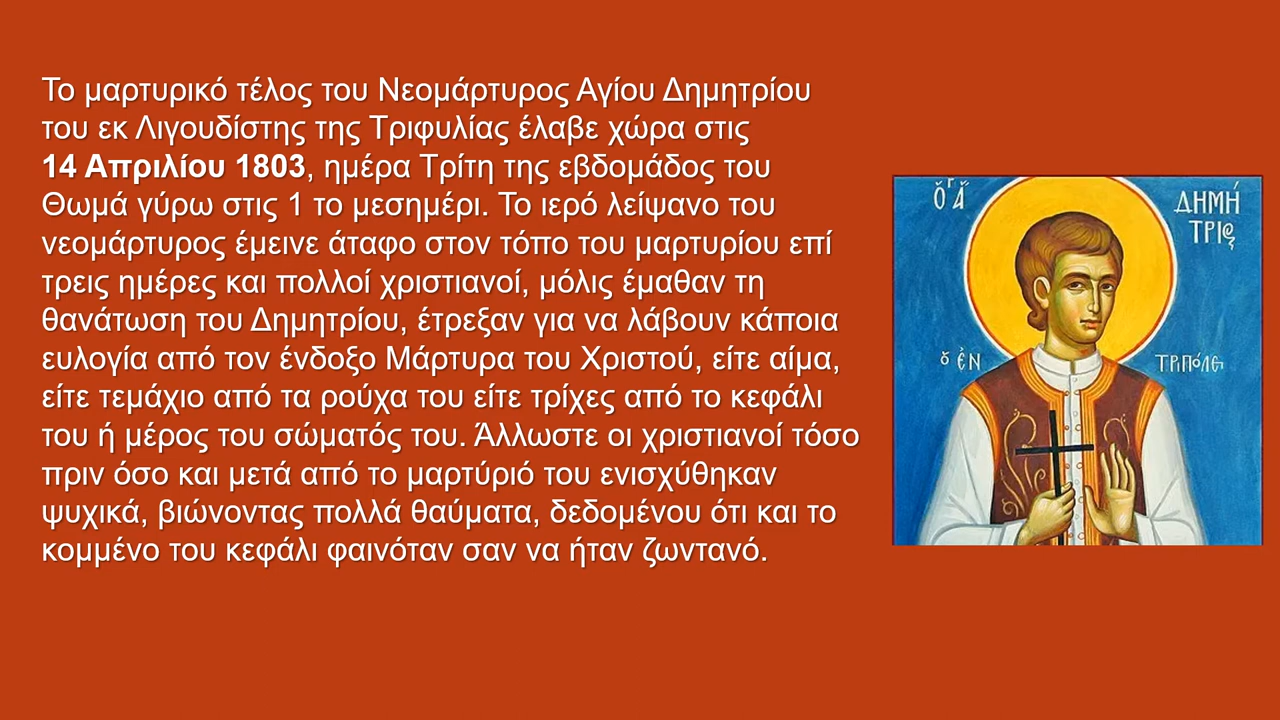 Το μαρτυρικό τέλος του Νεομάρτυρος Αγίου Δημητρίου
του εκ Λιγουδίστης της Τριφυλίας έλαβε χώρα στις
14 Απριλίου 1803, ημέρα Τρίτη της εβδομάδος του
Θωμά γύρω στις 1 το μεσημέρι. Το ιερό λείψανο του
νεομάρτυρος έμεινε άταφο στον τόπο του μαρτυρίου επί
τρεις ημέρες και πολλοί χριστιανοί, μόλις έμαθαν τη
θανάτωση του Δημητρίου, έτρεξαν για να λάβουν κάποια
ευλογία από τον ένδοξο Μάρτυρα του Χριστού, είτε αίμα,
είτε τεμάχιο από τα ρούχα του είτε τρίχες από το κεφάλι
του ή μέρος του σώματός του. Άλλωστε οι χριστιανοί τόσο
πριν όσο και μετά από το μαρτύριό του ενισχύθηκαν
ψυχικά, βιώνοντας πολλά θαύματα, δεδομένου ότι και το
κομμένο του κεφάλι φαινόταν σαν να ήταν ζωντανό.
Ὁ ΓΑ
ΔΗΜΗ
ΤΡΙος
ὁ ἐΝ
ΤΡΙΠόΛει